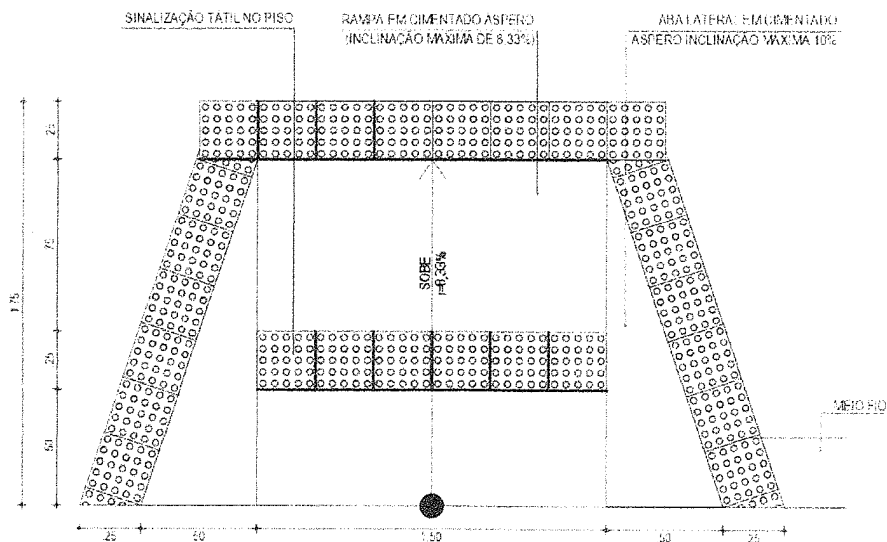 SINALIZAÇÃO TÁTIL NO PISO
RAMPA EM CIMENTADO ÁSPERO
(INCLINAÇÃO MÁXIMA DE 8,33%)
ABA LATERAL EM CIMENTADO
ÁSPERO INCLINAÇÃO MÁXIMA 10%
25
75
1.75
SOBE
i=8,33%
25
50
MEIO FIO
25
50
1.50
50
25